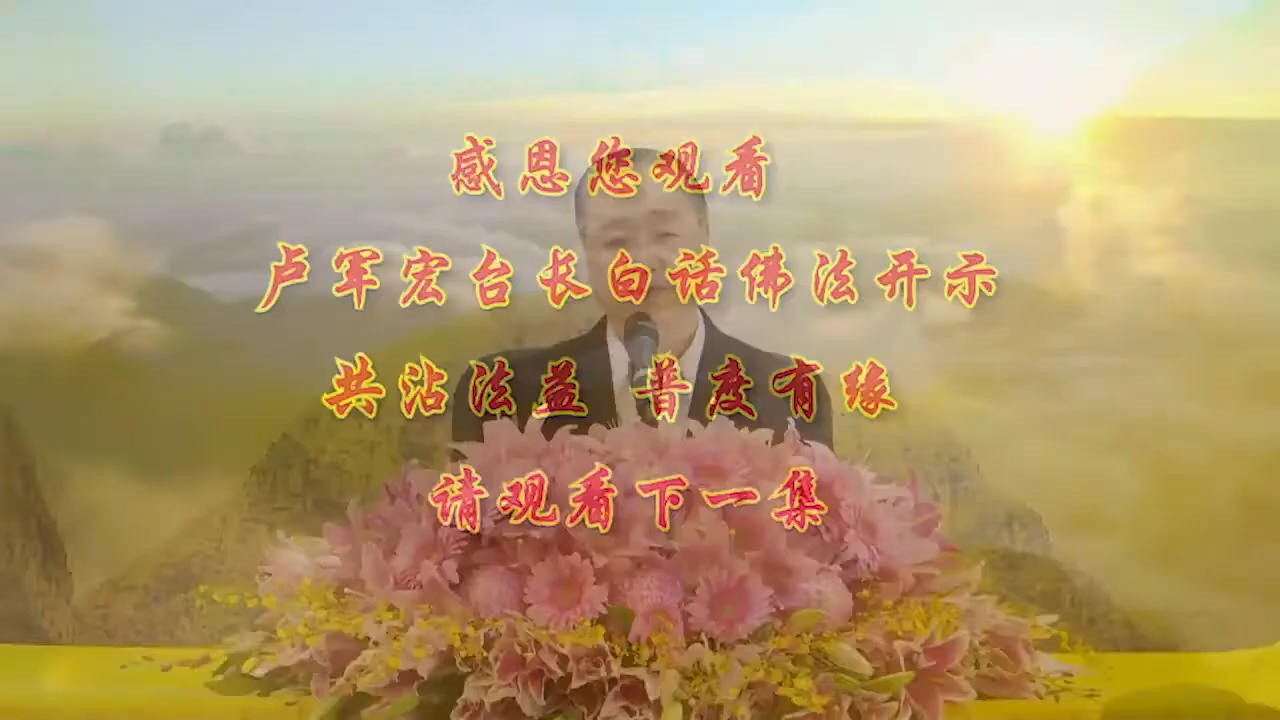 感恩您观看
卢军宏台长白话佛法开示
共沾法益 普度有缘
请观看下一集